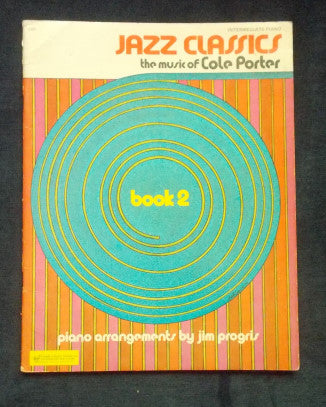 INTERMEDIATE PIANO
JAZZ CLASSICS
the music of Cole Porter
book 2
piano arrangements by jim progris